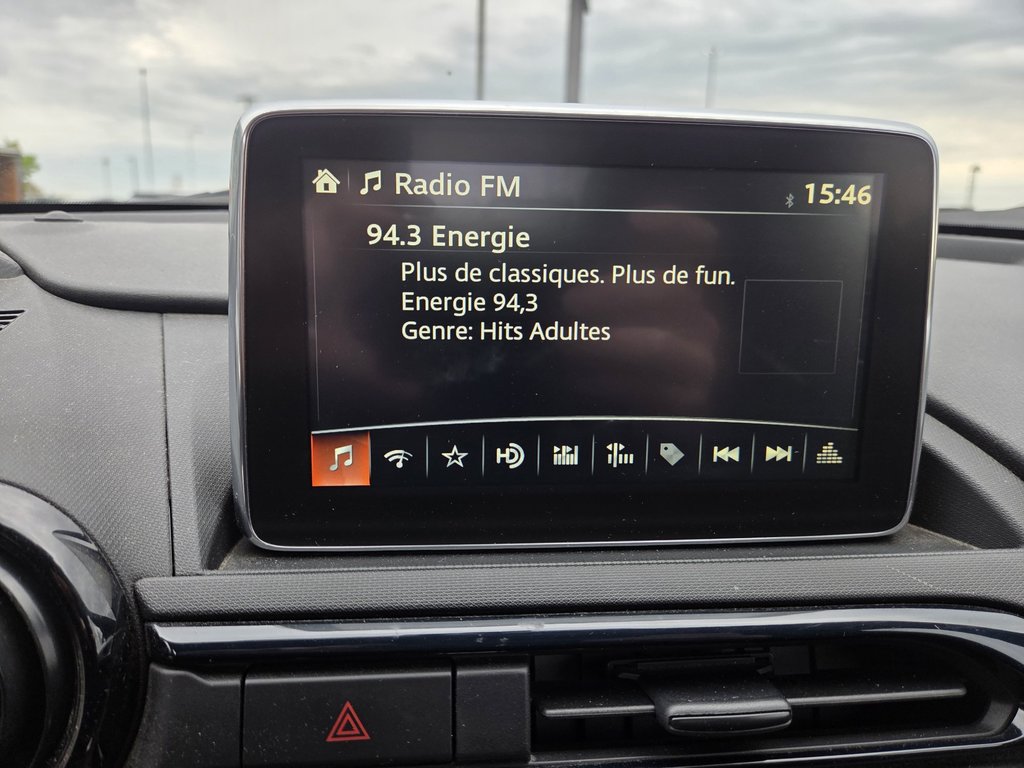 Radio FM
15:46
94.3 Energie
Plus de classiques. Plus de fun.
Energie 94,3
Genre: Hits Adultes
HD